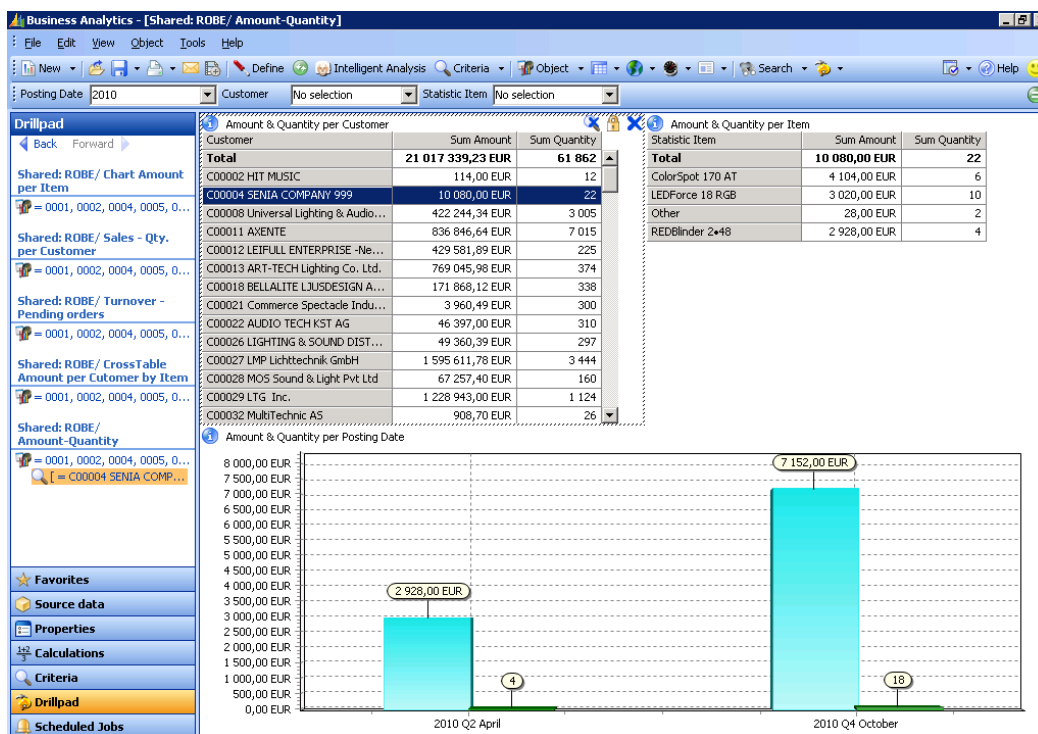 Business Analytics - [Shared: ROBE/ Amount-Quantity]
File Edit View Object Tools Help
New Define Intelligent Analysis Criteria Object Search Help
Posting Date 2010 Customer No selection Statistic Item No selection
Drillpad
Back Forward
Shared: ROBE/ Chart Amount
per Item
= 0001, 0002, 0004, 0005, 0...
Shared: ROBE/ Sales - Qty.
per Customer
= 0001, 0002, 0004, 0005, 0...
Shared: ROBE/ Turnover -
Pending orders
= 0001, 0002, 0004, 0005, 0...
Shared: ROBE/ CrossTable
Amount per Cutomer by Item
= 0001, 0002, 0004, 0005, 0...
Shared: ROBE/
Amount-Quantity
= 0001, 0002, 0004, 0005, 0...
[ = C00004 SENIA COMP...
Favorites
Source data
Properties
Calculations
Criteria
Drillpad
Scheduled Jobs
Amount & Quantity per Customer
Customer Sum Amount Sum Quantity
Total 21 017 339,23 EUR 61 862
C00002 HIT MUSIC 114,00 EUR 12
C00004 SENIA COMPANY 999 10 080,00 EUR 22
C00008 Universal Lighting & Audio... 422 244,34 EUR 3 005
C00011 AXENTE 836 846,64 EUR 7 015
C00012 LEIFULL ENTERPRISE -Ne... 429 581,89 EUR 225
C00013 ART-TECH Lighting Co. Ltd. 769 045,98 EUR 374
C00018 BELLALITE LJUSDESIGN A... 171 868,12 EUR 338
C00021 Commerce Spectacle Indu... 3 960,49 EUR 300
C00022 AUDIO TECH KST AG 46 397,00 EUR 310
C00026 LIGHTING & SOUND DIST... 49 360,39 EUR 297
C00027 LMP Lichttechnik GmbH 1 595 611,78 EUR 3 444
C00028 MOS Sound & Light Pvt Ltd 67 257,40 EUR 160
C00029 LTG Inc. 1 228 943,00 EUR 1 124
C00032 MultiTechnic AS 908,70 EUR 26
Amount & Quantity per Item
Statistic Item Sum Amount Sum Quantity
Total 10 080,00 EUR 22
ColorSpot 170 AT 4 104,00 EUR 6
LEDForce 18 RGB 3 020,00 EUR 10
Other 28,00 EUR 2
REDBlinder 2•48 2 928,00 EUR 4
Amount & Quantity per Posting Date
8 000,00 EUR
7 500,00 EUR
7 000,00 EUR
6 500,00 EUR
6 000,00 EUR
5 500,00 EUR
5 000,00 EUR
4 500,00 EUR
4 000,00 EUR
3 500,00 EUR
3 000,00 EUR
2 500,00 EUR
2 000,00 EUR
1 500,00 EUR
1 000,00 EUR
500,00 EUR
0,00 EUR
2 928,00 EUR
4
7 152,00 EUR
18
2010 Q2 April
2010 Q4 October